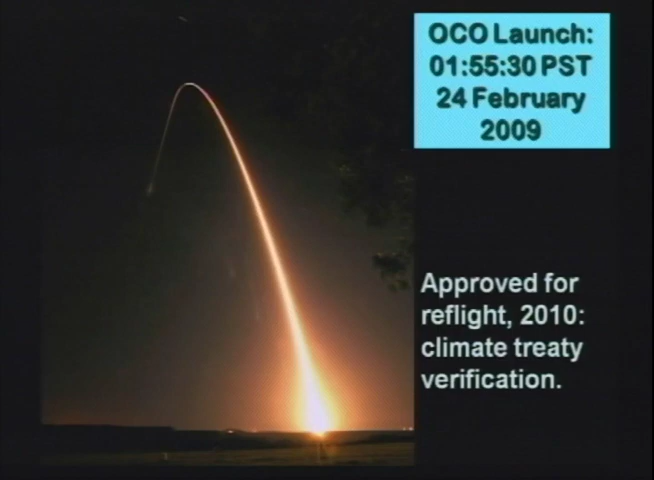 OCO Launch:
01:55:30 PST
24 February
2009
Approved for
reflight, 2010:
climate treaty
verification.